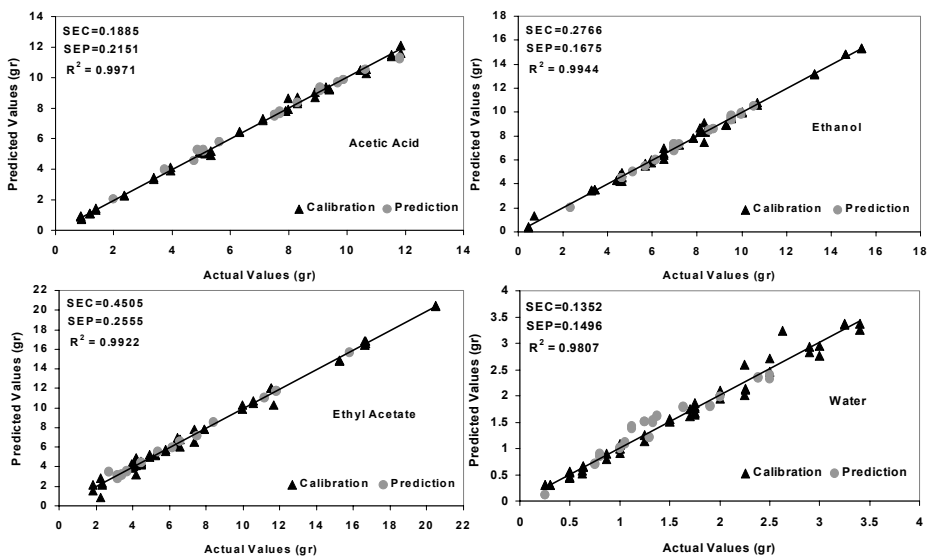 SEC=0.1885
SEP=0.2151
R² = 0.9971
Predicted Values (gr)
14
12
10
8
6
4
2
0
Acetic Acid
Calibration Prediction
0 2 4 6 8 10 12 14
Actual Values (gr)
SEC=0.2766
SEP=0.1675
R² = 0.9944
Predicted Values (gr)
18
16
14
12
10
8
6
4
2
0
Ethanol
Calibration Prediction
0 2 4 6 8 10 12 14 16 18
Actual Values (gr)
SEC=0.4505
SEP=0.2555
R² = 0.9922
Predicted Values (gr)
22
20
18
16
14
12
10
8
6
4
2
0
Ethyl Acetate
Calibration Prediction
0 2 4 6 8 10 12 14 16 18 20 22
Actual Values (gr)
SEC=0.1352
SEP=0.1496
R² = 0.9807
Predicted Values (gr)
4
3.5
3
2.5
2
1.5
1
0.5
0
Water
Calibration Prediction
0 0.5 1 1.5 2 2.5 3 3.5 4
Actual Values (gr)